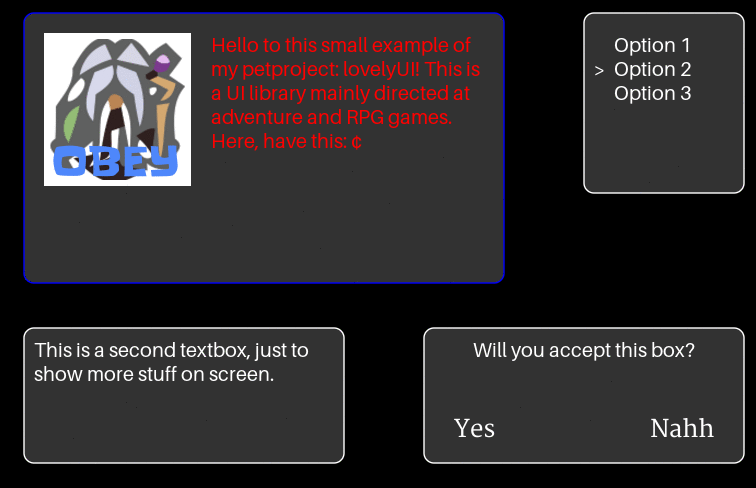 OBEY
Hello to this small example of
my petproject: lovelyUI! This is
a UI library mainly directed at
adventure and RPG games.
Here, have this: ¢
Option 1
> Option 2
Option 3
This is a second textbox, just to
show more stuff on screen.
Will you accept this box?
Yes Nahh